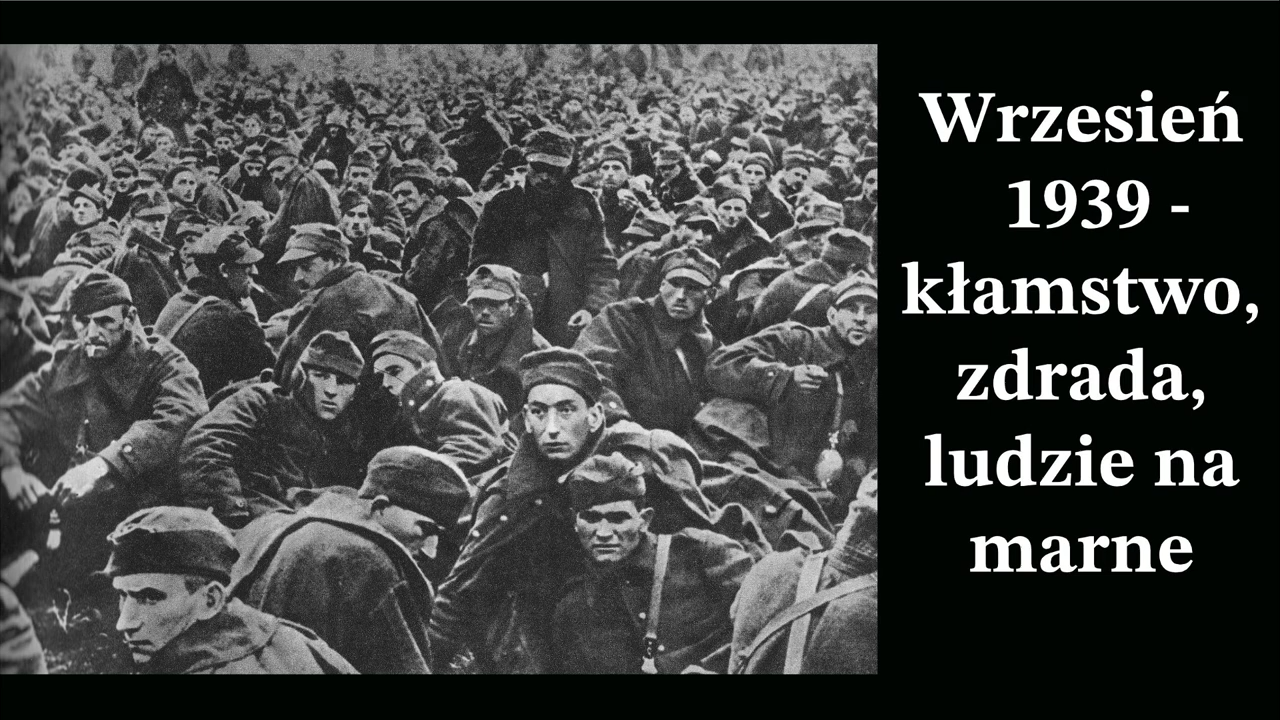 Wrzesień
1939 -
kłamstwo,
zdrada,
ludzie na
marne